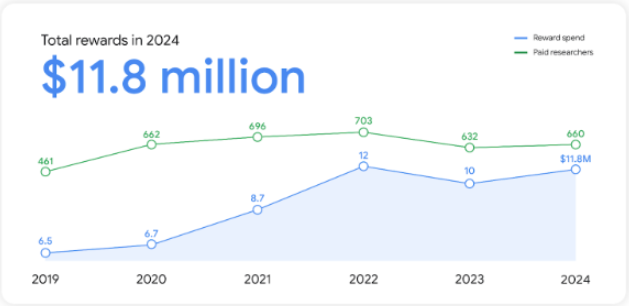 Total rewards in 2024
$11.8 million
Reward spend
Paid researchers
461
662
696
703
632
660
6.5
6.7
8.7
12
10
$11.8M
2019 2020 2021 2022 2023 2024